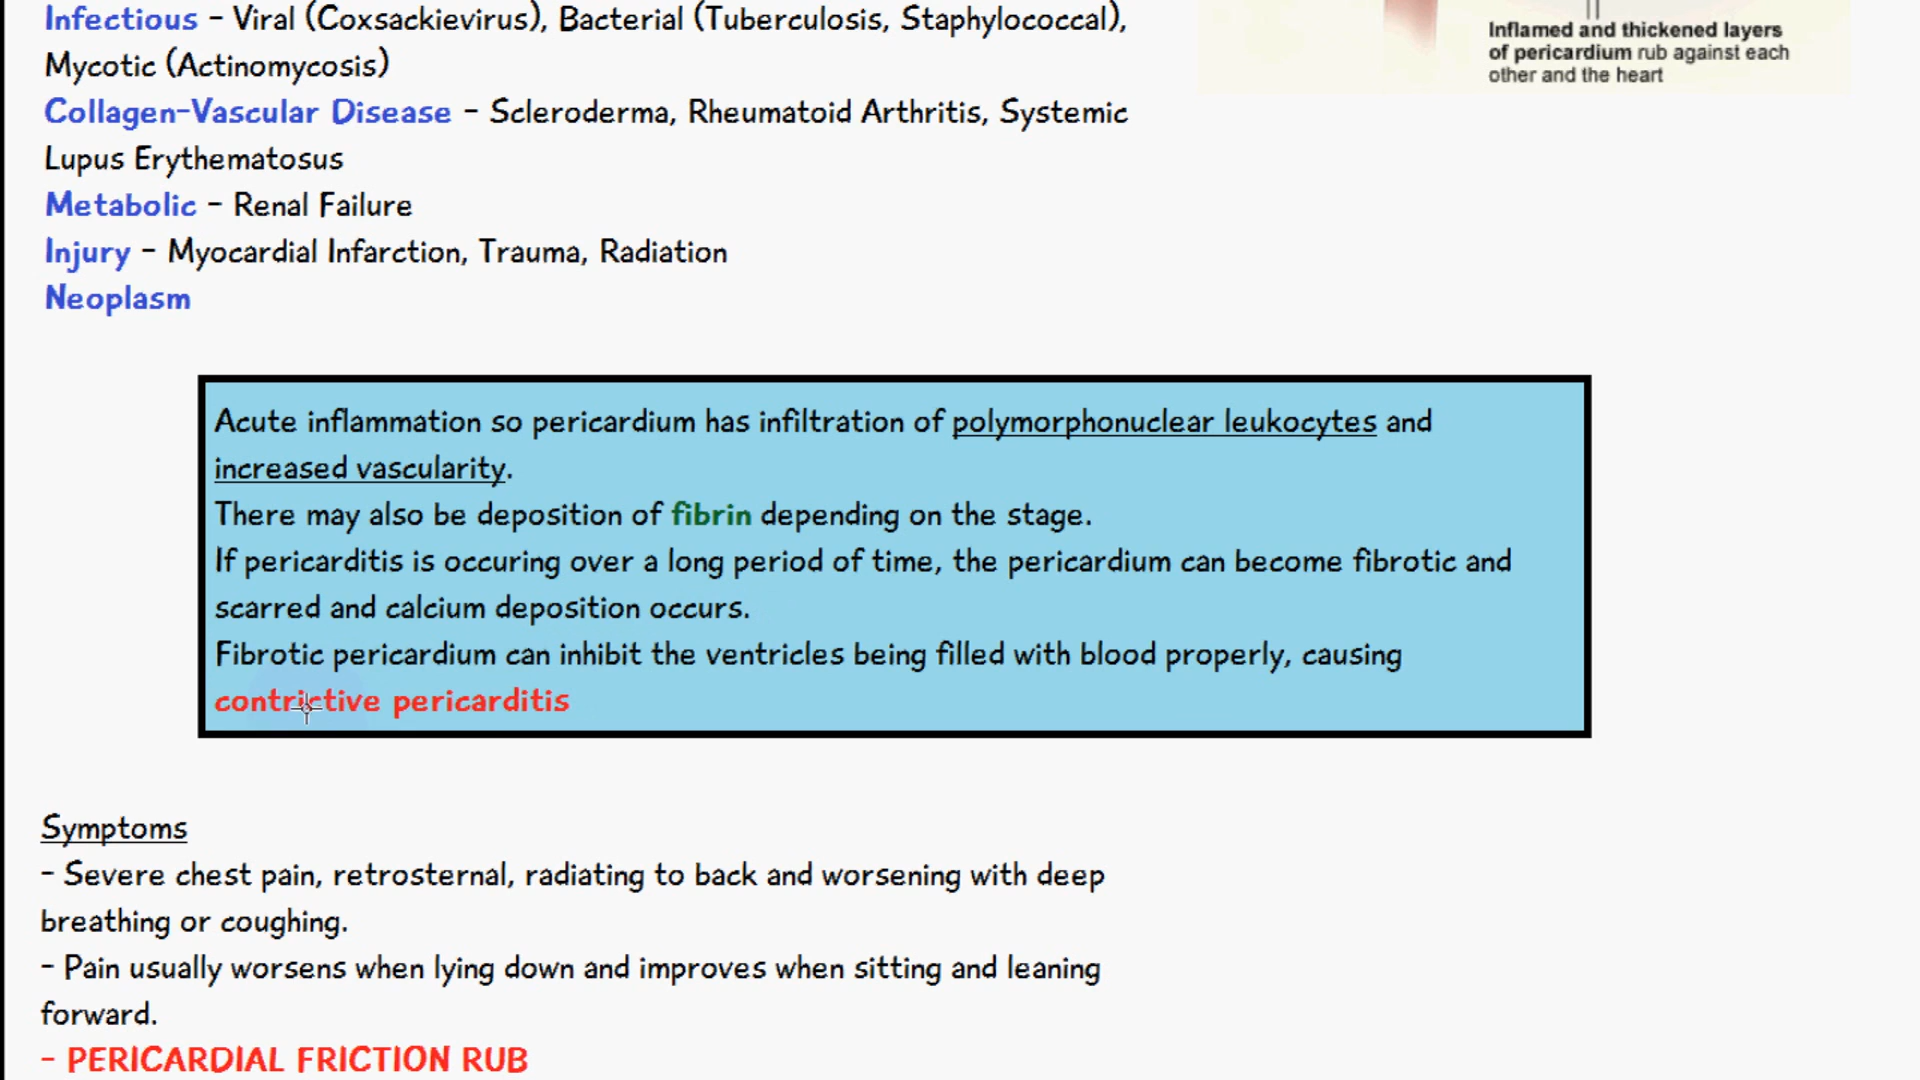 Infectious – Viral (Coxsackievirus), Bacterial (Tuberculosis, Staphylococcal),
Mycotic (Actinomycosis)
Collagen-Vascular Disease – Scleroderma, Rheumatoid Arthritis, Systemic
Lupus Erythematosus
Metabolic – Renal Failure
Injury – Myocardial Infarction, Trauma, Radiation
Neoplasm
Inflamed and thickened layers
of pericardium rub against each
other and the heart
Acute inflammation so pericardium has infiltration of polymorphonuclear leukocytes and
increased vascularity.
There may also be deposition of fibrin depending on the stage.
If pericarditis is occuring over a long period of time, the pericardium can become fibrotic and
scarred and calcium deposition occurs.
Fibrotic pericardium can inhibit the ventricles being filled with blood properly, causing
contrictive pericarditis
Symptoms
– Severe chest pain, retrosternal, radiating to back and worsening with deep
breathing or coughing.
– Pain usually worsens when lying down and improves when sitting and leaning
forward.
– PERICARDIAL FRICTION RUB